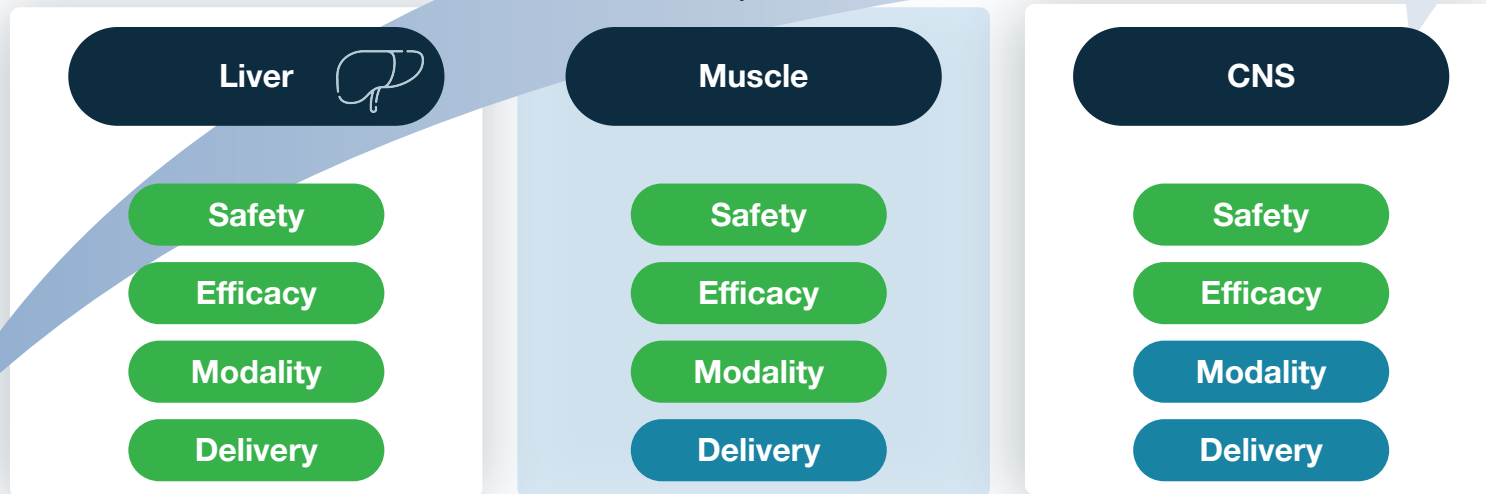 Liver
Safety
Efficacy
Modality
Delivery
Muscle
Safety
Efficacy
Modality
Delivery
CNS
Safety
Efficacy
Modality
Delivery